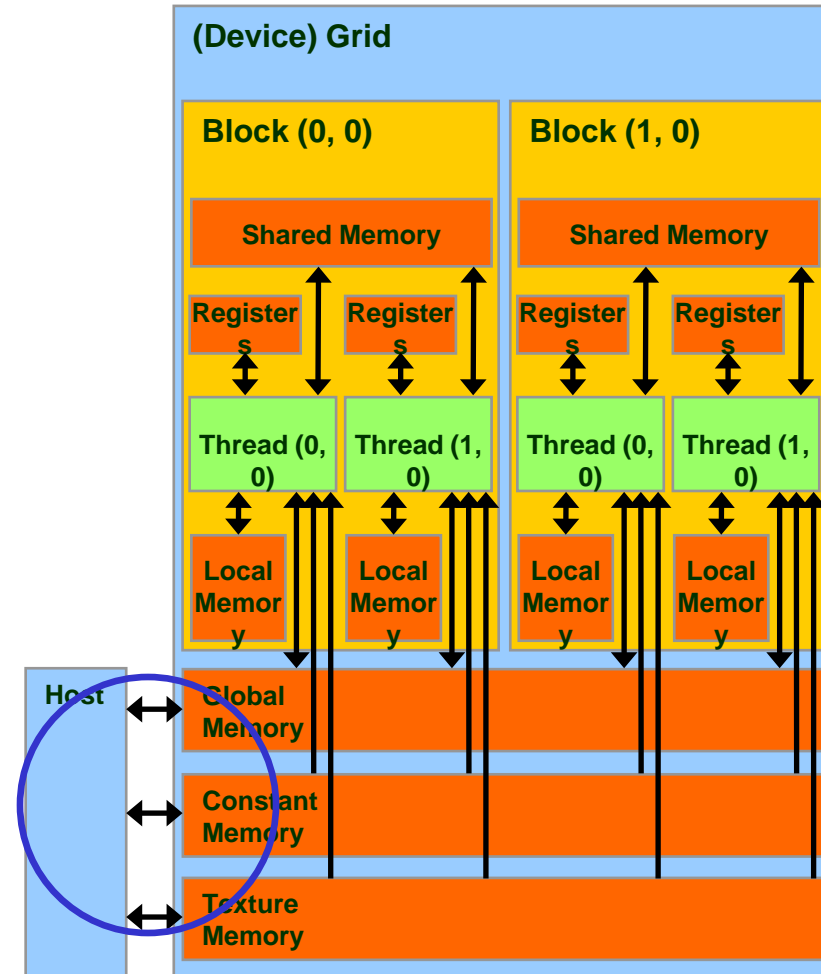 (Device) Grid
Block (0, 0)
Block (1, 0)
Shared Memory
Shared Memory
Register
s
Register
s
Register
s
Register
s
Thread (0,
0)
Thread (1,
0)
Thread (0,
0)
Thread (1,
0)
Local
Memor
y
Local
Memor
y
Local
Memor
y
Local
Memor
y
Host
Global
Memory
Constant
Memory
Texture
Memory